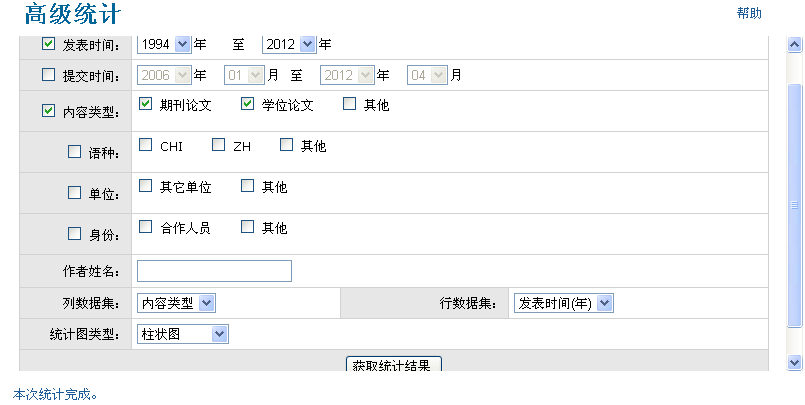 高级统计
帮助
发表时间： 1994 年 至 2012 年
提交时间： 2006 年 01 月 至 2012 年 04 月
内容类型： 期刊论文 学位论文 其他
语种： CHI ZH 其他
单位： 其它单位 其他
身份： 合作人员 其他
作者姓名：
列数据集： 内容类型 行数据集： 发表时间(年)
统计图类型： 柱状图
获取统计结果
本次统计完成。